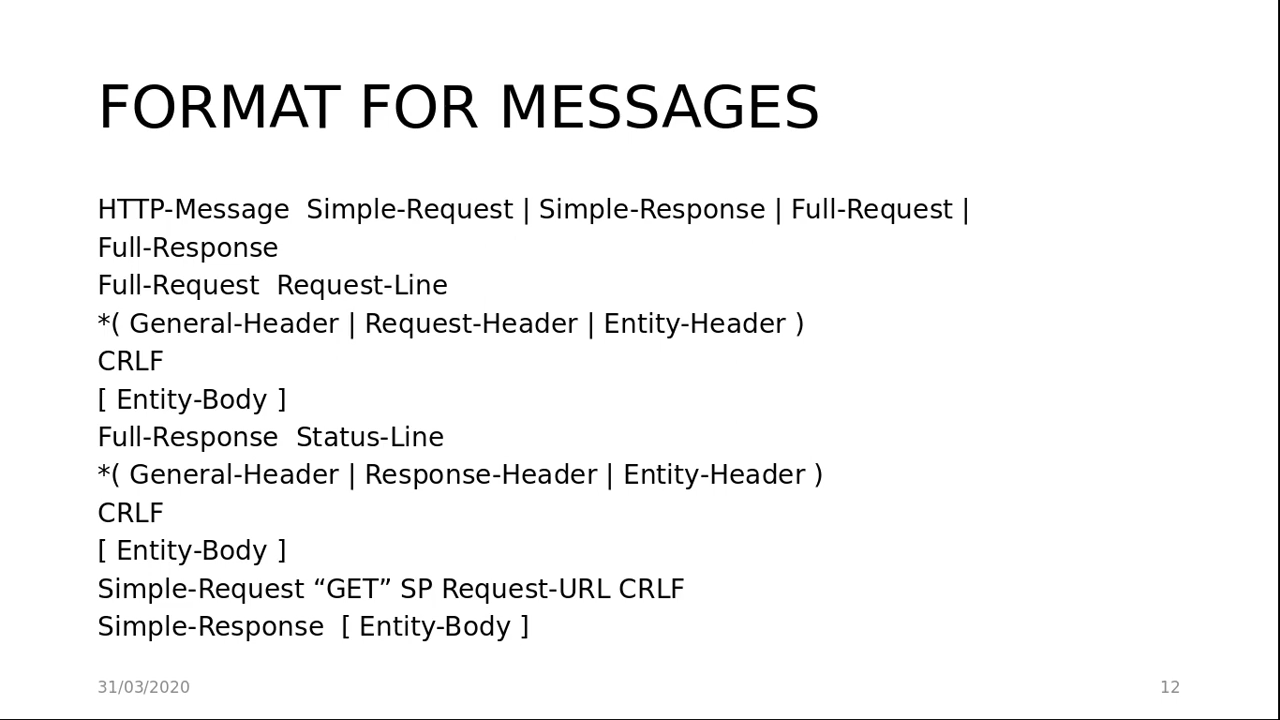 FORMAT FOR MESSAGES
HTTP-Message  Simple-Request | Simple-Response | Full-Request |
Full-Response
Full-Request  Request-Line
*( General-Header | Request-Header | Entity-Header )
CRLF
[ Entity-Body ]
Full-Response  Status-Line
*( General-Header | Response-Header | Entity-Header )
CRLF
[ Entity-Body ]
Simple-Request “GET” SP Request-URL CRLF
Simple-Response  [ Entity-Body ]
31/03/2020
12